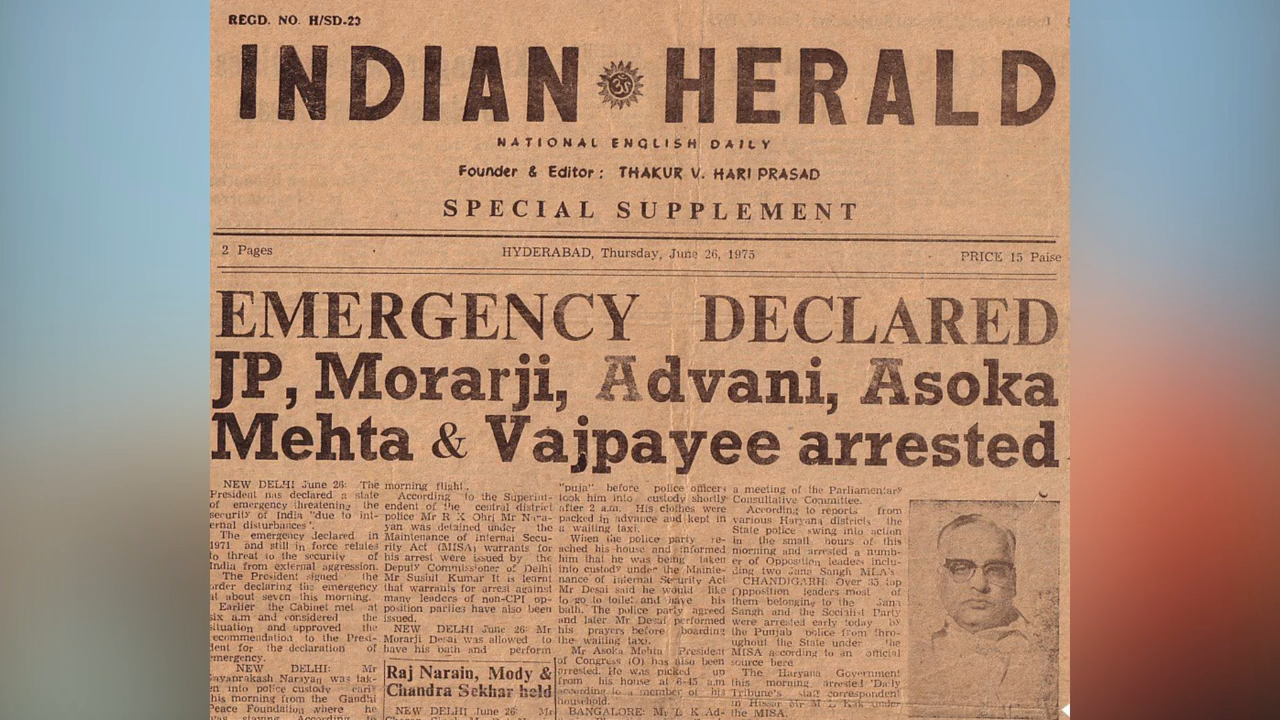 REGD. NO. H/SD-23
INDIAN HERALD
NATIONAL ENGLISH DAILY
Founder & Editor : THAKUR V. HARI PRASAD
SPECIAL SUPPLEMENT
2 Pages
HYDERABAD, Thursday, June 26, 1975
PRICE 15 Paise
EMERGENCY DECLARED
JP, Morarji, Advani, Asoka
Mehta & Vajpayee arrested
NEW DELHI June 26: The
President has declared a state
of emergency threatening the
security of India "due to int-
ernal disturbances".
The emergency declared in
1971 and still in force relates
to threat to the security of
India from external aggression.
The President signed the
order declaring the emergency
at about seven this morning.
Earlier the Cabinet met at
six a.m and considered the
situation and approved the
recommendation to the Presi-
dent for the declaration of
emergency.
NEW DELHI: Mr
Jayaprakash Narayan was tak-
en into police custody early
this morning from the Gandhi
Peace Foundation where he
was staying. According to
morning flight.
According to the Superint-
endent of the central district
police Mr R K Ohri Mr Nara-
yan was detained under the
Maintenance of Internal Secu-
rity Act (MISA) warrants for
his arrest were issued by the
Deputy Commissioner of Delhi
Mr Sushil Kumar It is learnt
that warrants for arrest against
many leaders of non-CPI op-
position parties have also been
issued.
NEW DELHI June 26: Mr
Morarji Desai was allowed to
have his bath and perform
Raj Narain, Mody &
Chandra Sekhar held
NEW DELHI June 26: Mr
"puja" before police officers
took him into custody shortly
after 2 a.m. His clothes were
packed in advance and kept in
a waiting taxi.
When the police party re-
ached his house and informed
him that he was being taken
into custody under the Mainte-
nance of internal Security Act
Mr Desai said he would like
to go to toilet and have his
bath. The police party agreed
and later Mr Desai performed
his prayers before boarding
the waiting taxi.
Mr Asoka Mehta President
of Congress (O) has also been
arrested. He was picked up
from his house at 6-45 a.m
according to a member of his
household.
BANGALORE: Mr L K Ad-
a meeting of the Parliamentary
Consultative Committee.
According to reports from
various Haryana districts the
State police swing into action
in the small hours of this
morning and arrested a numb-
er of Opposition leaders inclu-
ding two Jana Sangh MLA's.
CHANDIGARH: Over 35 top
Opposition leaders most of
them belonging to the Jana
Sangh and the Socialist Party
were arrested early today by
the Punjab police from thro-
ughout the State under the
MISA according to an official
source here
The Haryana Government
this morning arrested 'Daily
Tribune's staff correspondent
in Hissar M L Kak under
the MISA.